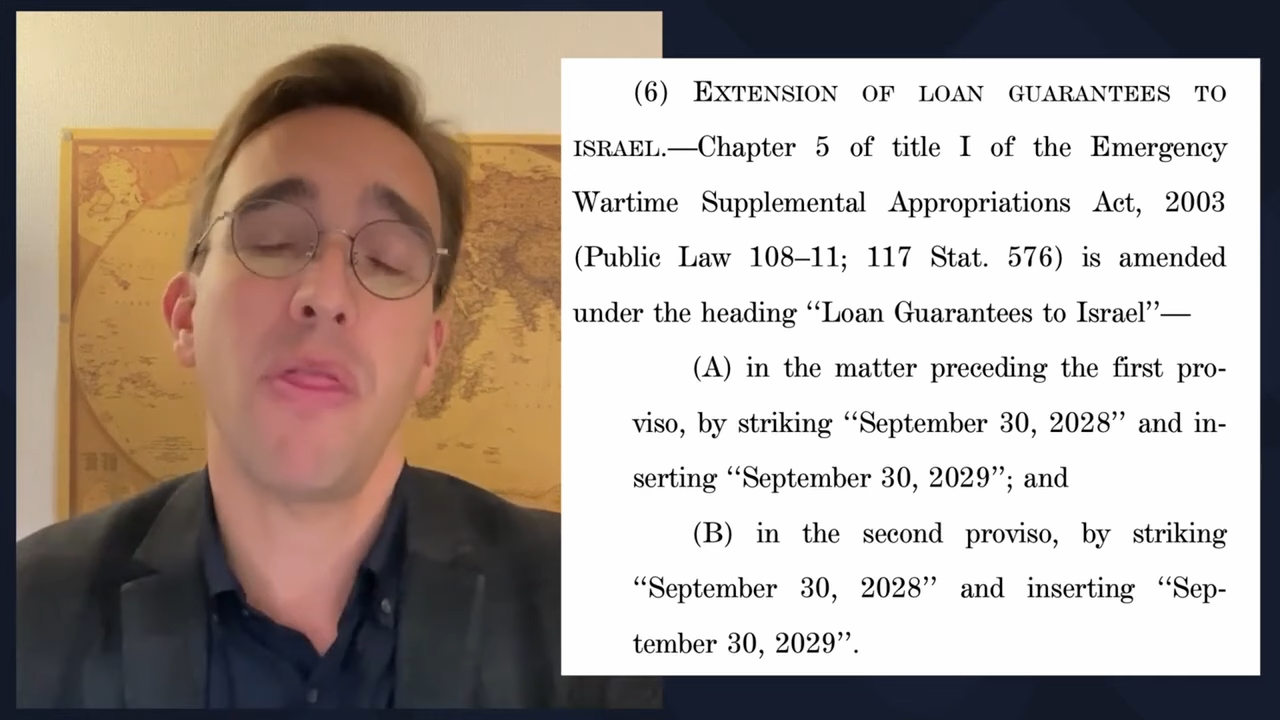 (6) EXTENSION OF LOAN GUARANTEES TO
ISRAEL.—Chapter 5 of title I of the Emergency
Wartime Supplemental Appropriations Act, 2003
(Public Law 108–11; 117 Stat. 576) is amended
under the heading ‘‘Loan Guarantees to Israel’’—
(A) in the matter preceding the first pro-
viso, by striking ‘‘September 30, 2028’’ and in-
serting ‘‘September 30, 2029’’; and
(B) in the second proviso, by striking
‘‘September 30, 2028’’ and inserting ‘‘Sep-
tember 30, 2029’’.